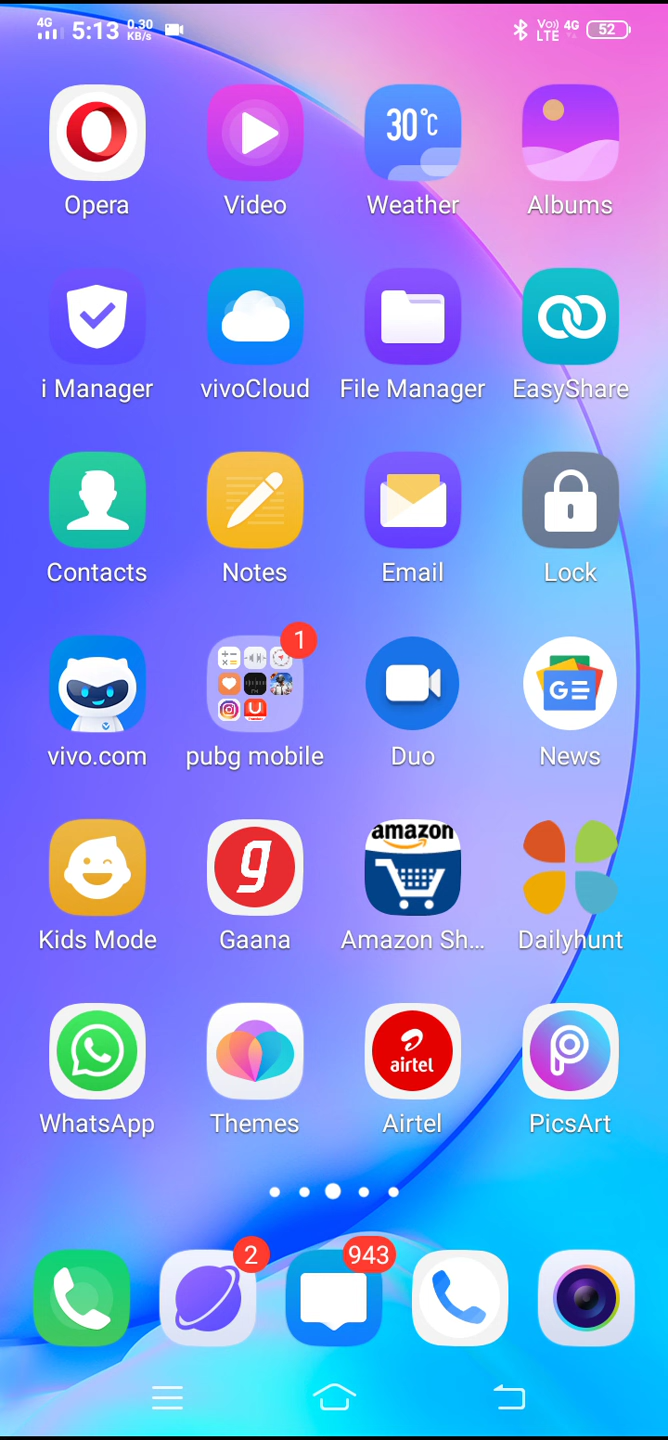 4G 5:13 0.30 KB/s Vo)) LTE 4G 52
30°C
Opera Video Weather Albums
i Manager vivoCloud File Manager EasyShare
Contacts Notes Email Lock
1
GE
vivo.com pubg mobile Duo News
g amazon
Kids Mode Gaana Amazon Sh... Dailyhunt
airtel
WhatsApp Themes Airtel PicsArt
2 943